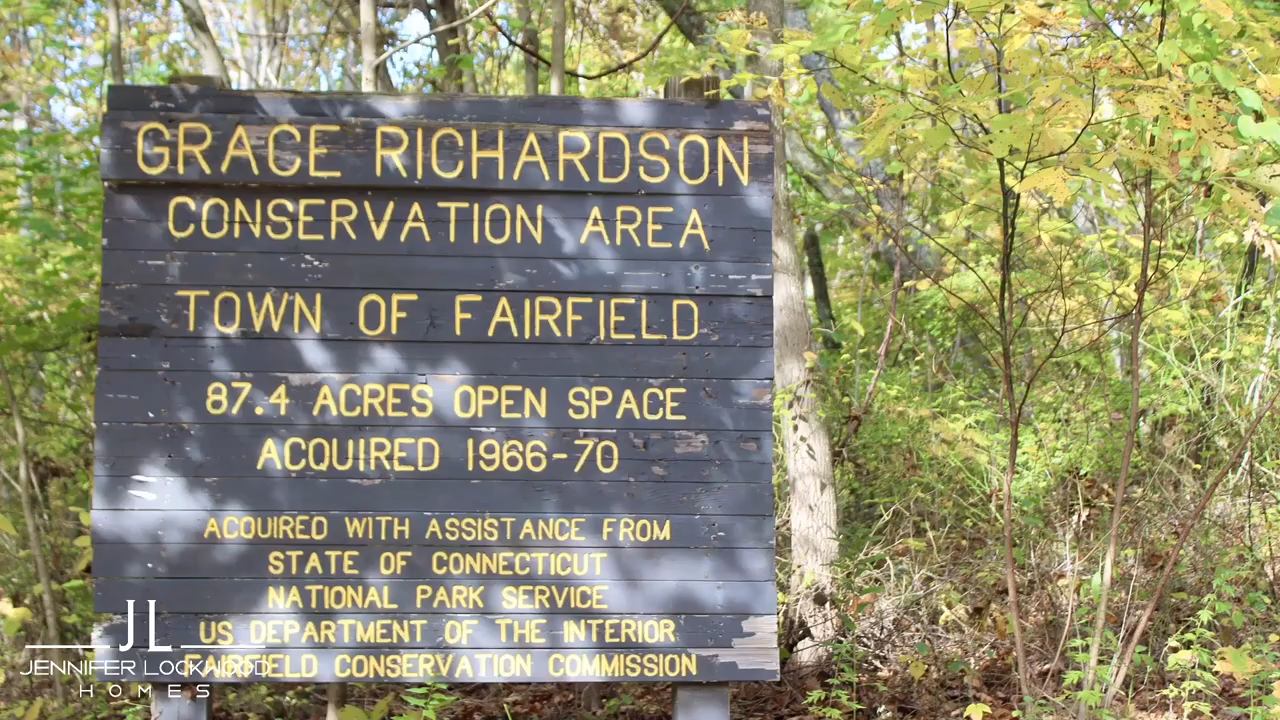 GRACE RICHARDSON
CONSERVATION AREA
TOWN OF FAIRFIELD
87.4 ACRES OPEN SPACE
ACQUIRED 1966-70
ACQUIRED WITH ASSISTANCE FROM
STATE OF CONNECTICUT
NATIONAL PARK SERVICE
US DEPARTMENT OF THE INTERIOR
FAIRFIELD CONSERVATION COMMISSION
JL
JENNIFER LOCKWOOD
HOMES